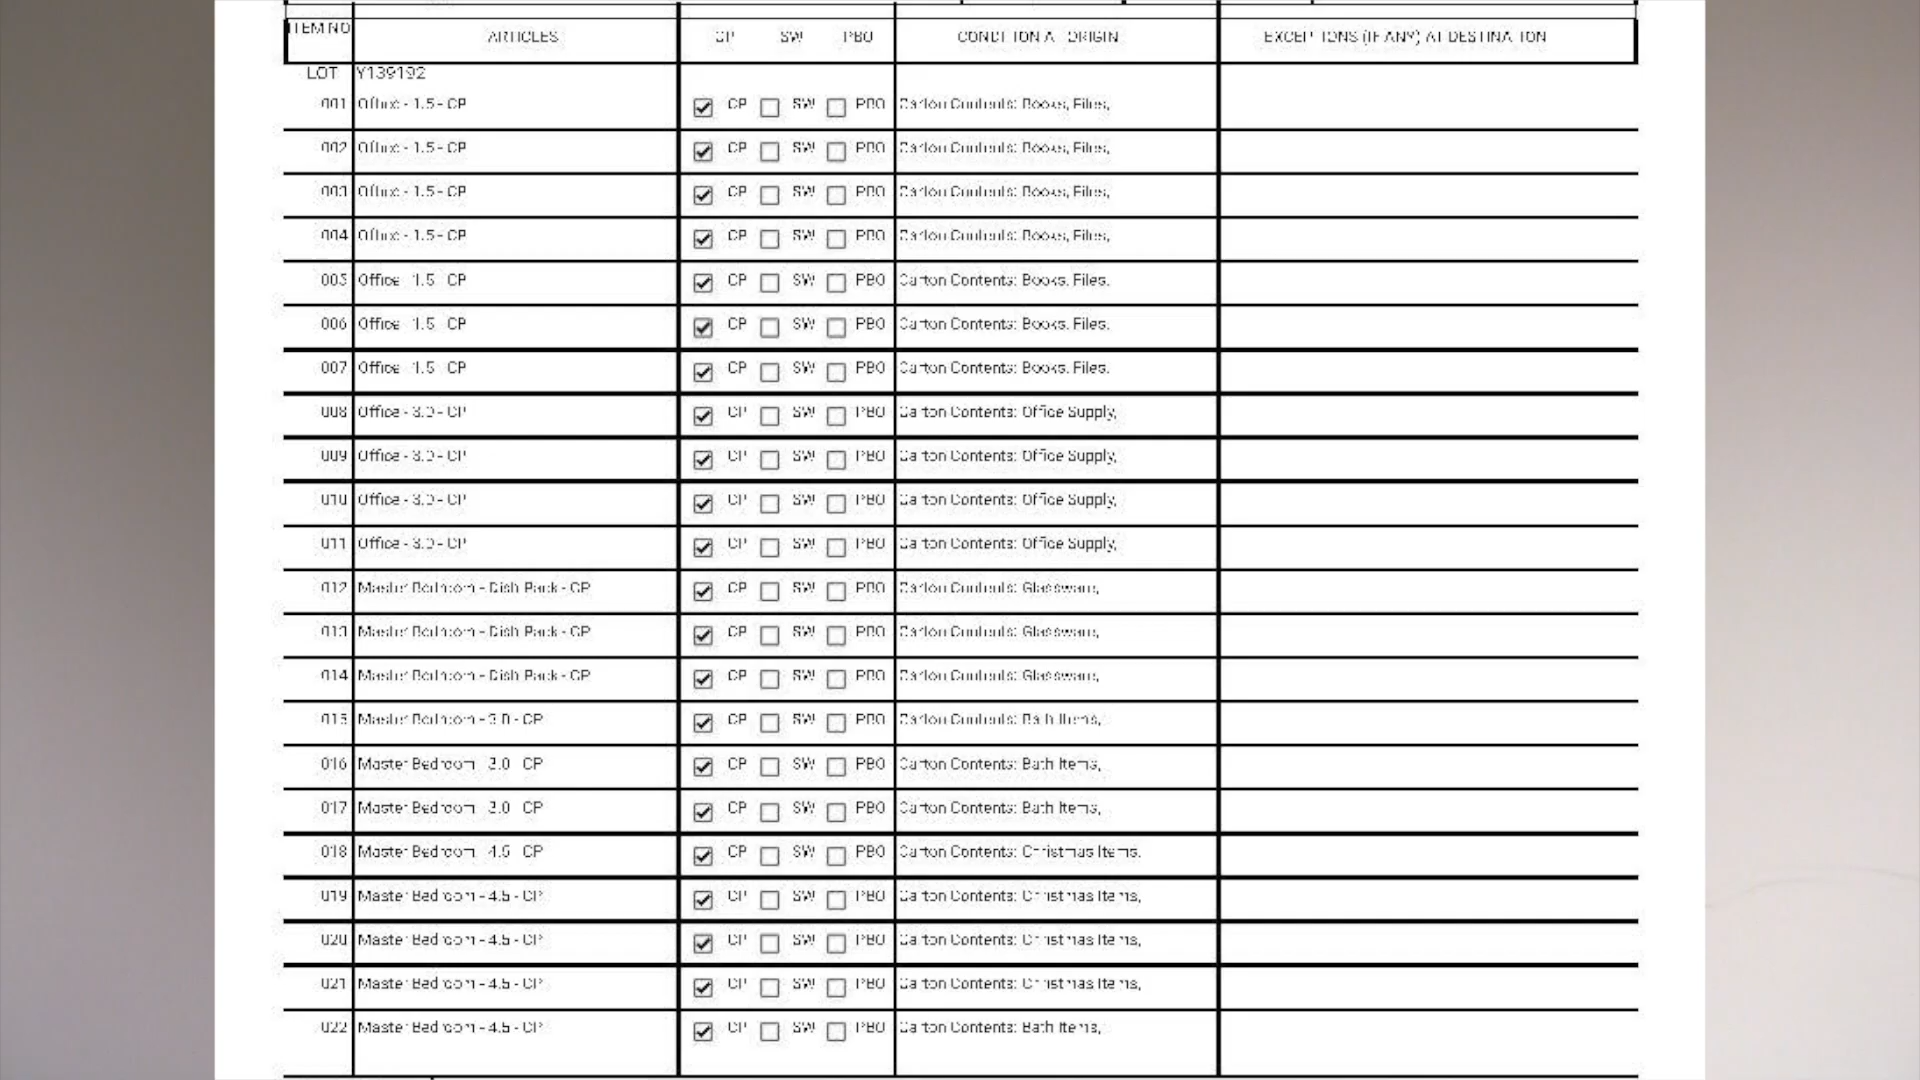 ITEM NO ARTICLES CP SW PBO CONDITION AT ORIGIN EXCEPTIONS (IF ANY) AT DESTINATION
LOT Y139192
001 Office - 1.5 - CP CP SW PBO Carton Contents: Books, Files,
002 Office - 1.5 - CP CP SW PBO Carton Contents: Books, Files,
003 Office - 1.5 - CP CP SW PBO Carton Contents: Books, Files,
004 Office - 1.5 - CP CP SW PBO Carton Contents: Books, Files,
005 Office - 1.5 - CP CP SW PBO Carton Contents: Books, Files,
006 Office - 1.5 - CP CP SW PBO Carton Contents: Books, Files,
007 Office - 1.5 - CP CP SW PBO Carton Contents: Books, Files,
008 Office - 3.0 - CP CP SW PBO Carton Contents: Office Supply,
009 Office - 3.0 - CP CP SW PBO Carton Contents: Office Supply,
010 Office - 3.0 - CP CP SW PBO Carton Contents: Office Supply,
011 Office - 3.0 - CP CP SW PBO Carton Contents: Office Supply,
012 Master Bedroom - Dish Pack - CP CP SW PBO Carton Contents: Glassware,
013 Master Bedroom - Dish Pack - CP CP SW PBO Carton Contents: Glassware,
014 Master Bedroom - Dish Pack - CP CP SW PBO Carton Contents: Glassware,
015 Master Bedroom - 3.0 - CP CP SW PBO Carton Contents: Bath Items,
016 Master Bedroom - 3.0 - CP CP SW PBO Carton Contents: Bath Items,
017 Master Bedroom - 3.0 - CP CP SW PBO Carton Contents: Bath Items,
018 Master Bedroom - 4.5 - CP CP SW PBO Carton Contents: Christmas Items,
019 Master Bedroom - 4.5 - CP CP SW PBO Carton Contents: Christmas Items,
020 Master Bedroom - 4.5 - CP CP SW PBO Carton Contents: Christmas Items,
021 Master Bedroom - 4.5 - CP CP SW PBO Carton Contents: Christmas Items,
022 Master Bedroom - 4.5 - CP CP SW PBO Carton Contents: Bath Items,